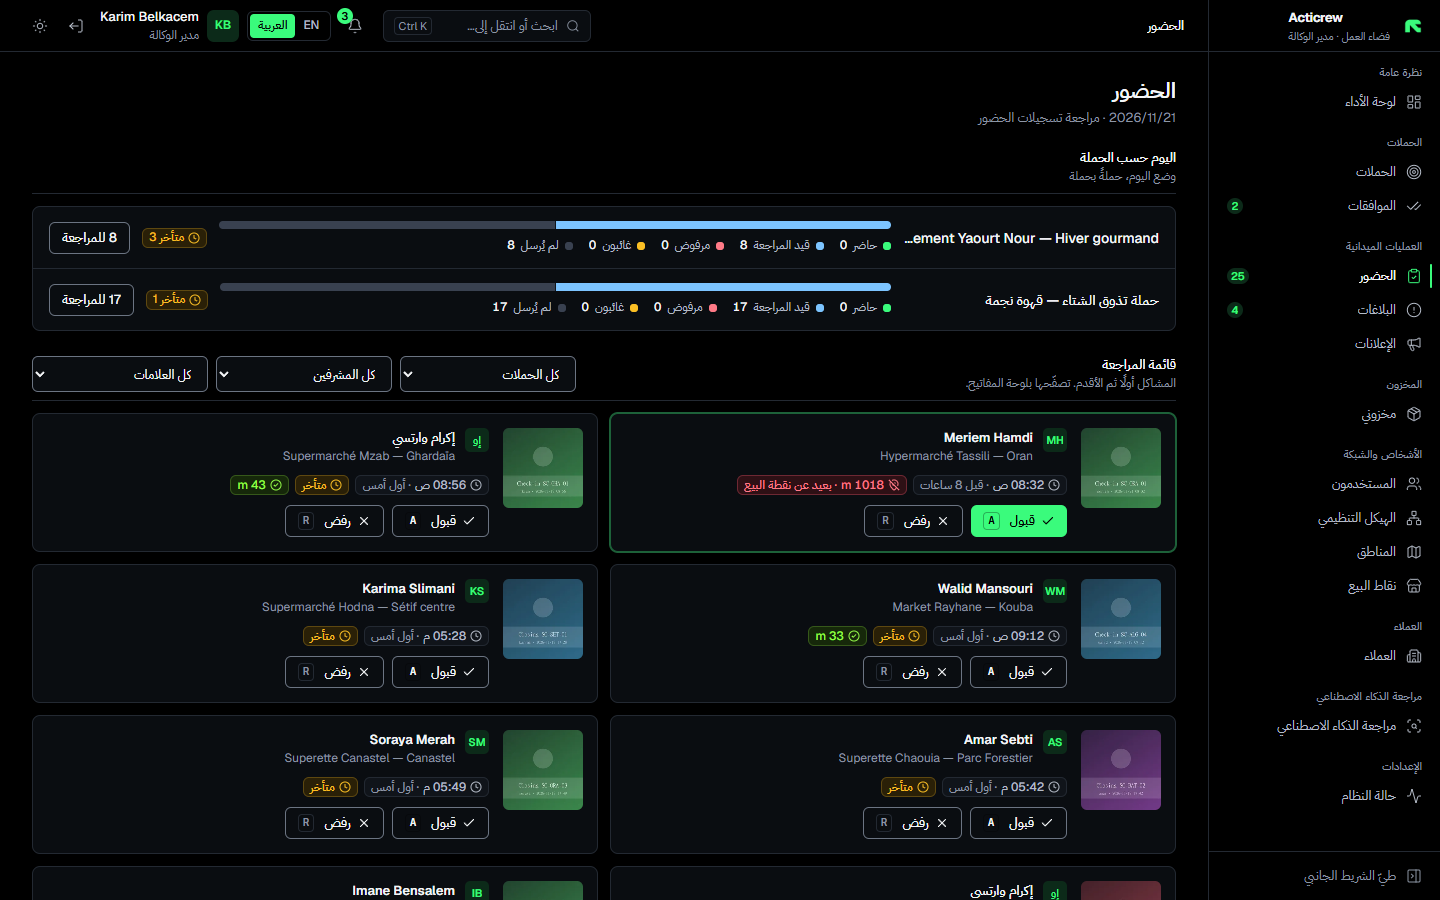 Acticrew
فضاء العمل · مدير الوكالة
الحضور
ابحث أو انتقل إلى...
Ctrl K
3
EN
العربية
KB
Karim Belkacem
مدير الوكالة
نظرة عامة
لوحة الأداء
الحملات
الحملات
الموافقات
2
العمليات الميدانية
الحضور
25
البلاغات
4
الإعلانات
المخزون
مخزوني
الأشخاص والشبكة
المستخدمون
الهيكل التنظيمي
المناطق
نقاط البيع
العملاء
العملاء
مراجعة الذكاء الاصطناعي
مراجعة الذكاء الاصطناعي
الإعدادات
حالة النظام
طيّ الشريط الجانبي
الحضور
2026/11/21 · مراجعة تسجيلات الحضور
اليوم حسب الحملة
وضع اليوم، حملةً بحملة
...ement Yaourt Nour — Hiver gourmand
حاضر 0 قيد المراجعة 8 مرفوض 0 غائبون 0 لم يُرسل 8
متأخر 3
8 للمراجعة
حملة تذوق الشتاء — قهوة نجمة
حاضر 0 قيد المراجعة 17 مرفوض 0 غائبون 0 لم يُرسل 17
متأخر 1
17 للمراجعة
قائمة المراجعة
المشاكل أولًا ثم الأقدم. تصفّحها بلوحة المفاتيح.
كل الحملات
كل المشرفين
كل العلامات
MH
Meriem Hamdi
Hypermarché Tassili — Oran
08:32 ص · قبل 8 ساعات
1018 m · بعيد عن نقطة البيع
قبول A
رفض R
إو
إكرام وارتسي
Supermarché Mzab — Ghardaïa
08:56 ص · أول أمس
متأخر
43 m
قبول A
رفض R
WM
Walid Mansouri
Market Rayhane — Kouba
09:12 ص · أول أمس
متأخر
33 m
قبول A
رفض R
KS
Karima Slimani
Supermarché Hodna — Sétif centre
05:28 م · أول أمس
متأخر
قبول A
رفض R
AS
Amar Sebti
Superette Chaouia — Parc Forestier
05:42 م · أول أمس
متأخر
قبول A
رفض R
SM
Soraya Merah
Superette Canastel — Canastel
05:49 م · أول أمس
متأخر
قبول A
رفض R
إو
إكرام وارتسي
IB
Imane Bensalem